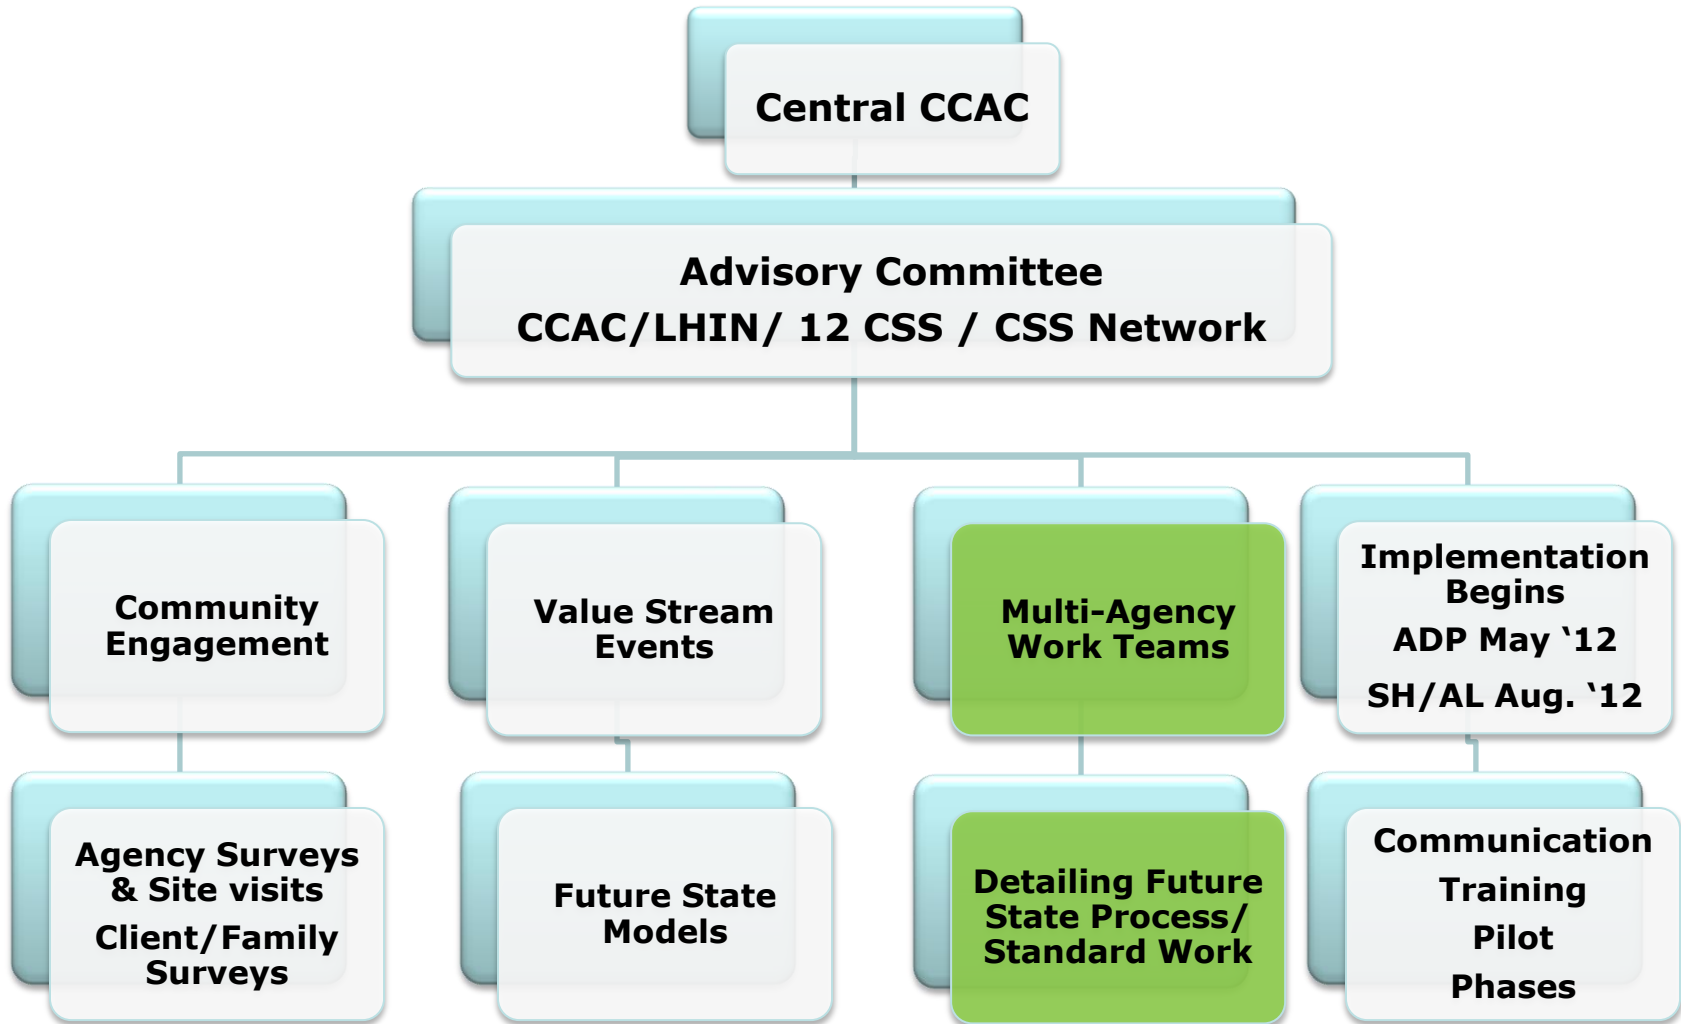 Central CCAC
Advisory Committee
CCAC/LHIN/ 12 CSS / CSS Network
Community
Engagement
Value Stream
Events
Multi-Agency
Work Teams
Implementation
Begins
ADP May ‘12
SH/AL Aug. ‘12
Agency Surveys
& Site visits
Client/Family
Surveys
Future State
Models
Detailing Future
State Process/
Standard Work
Communication
Training
Pilot
Phases